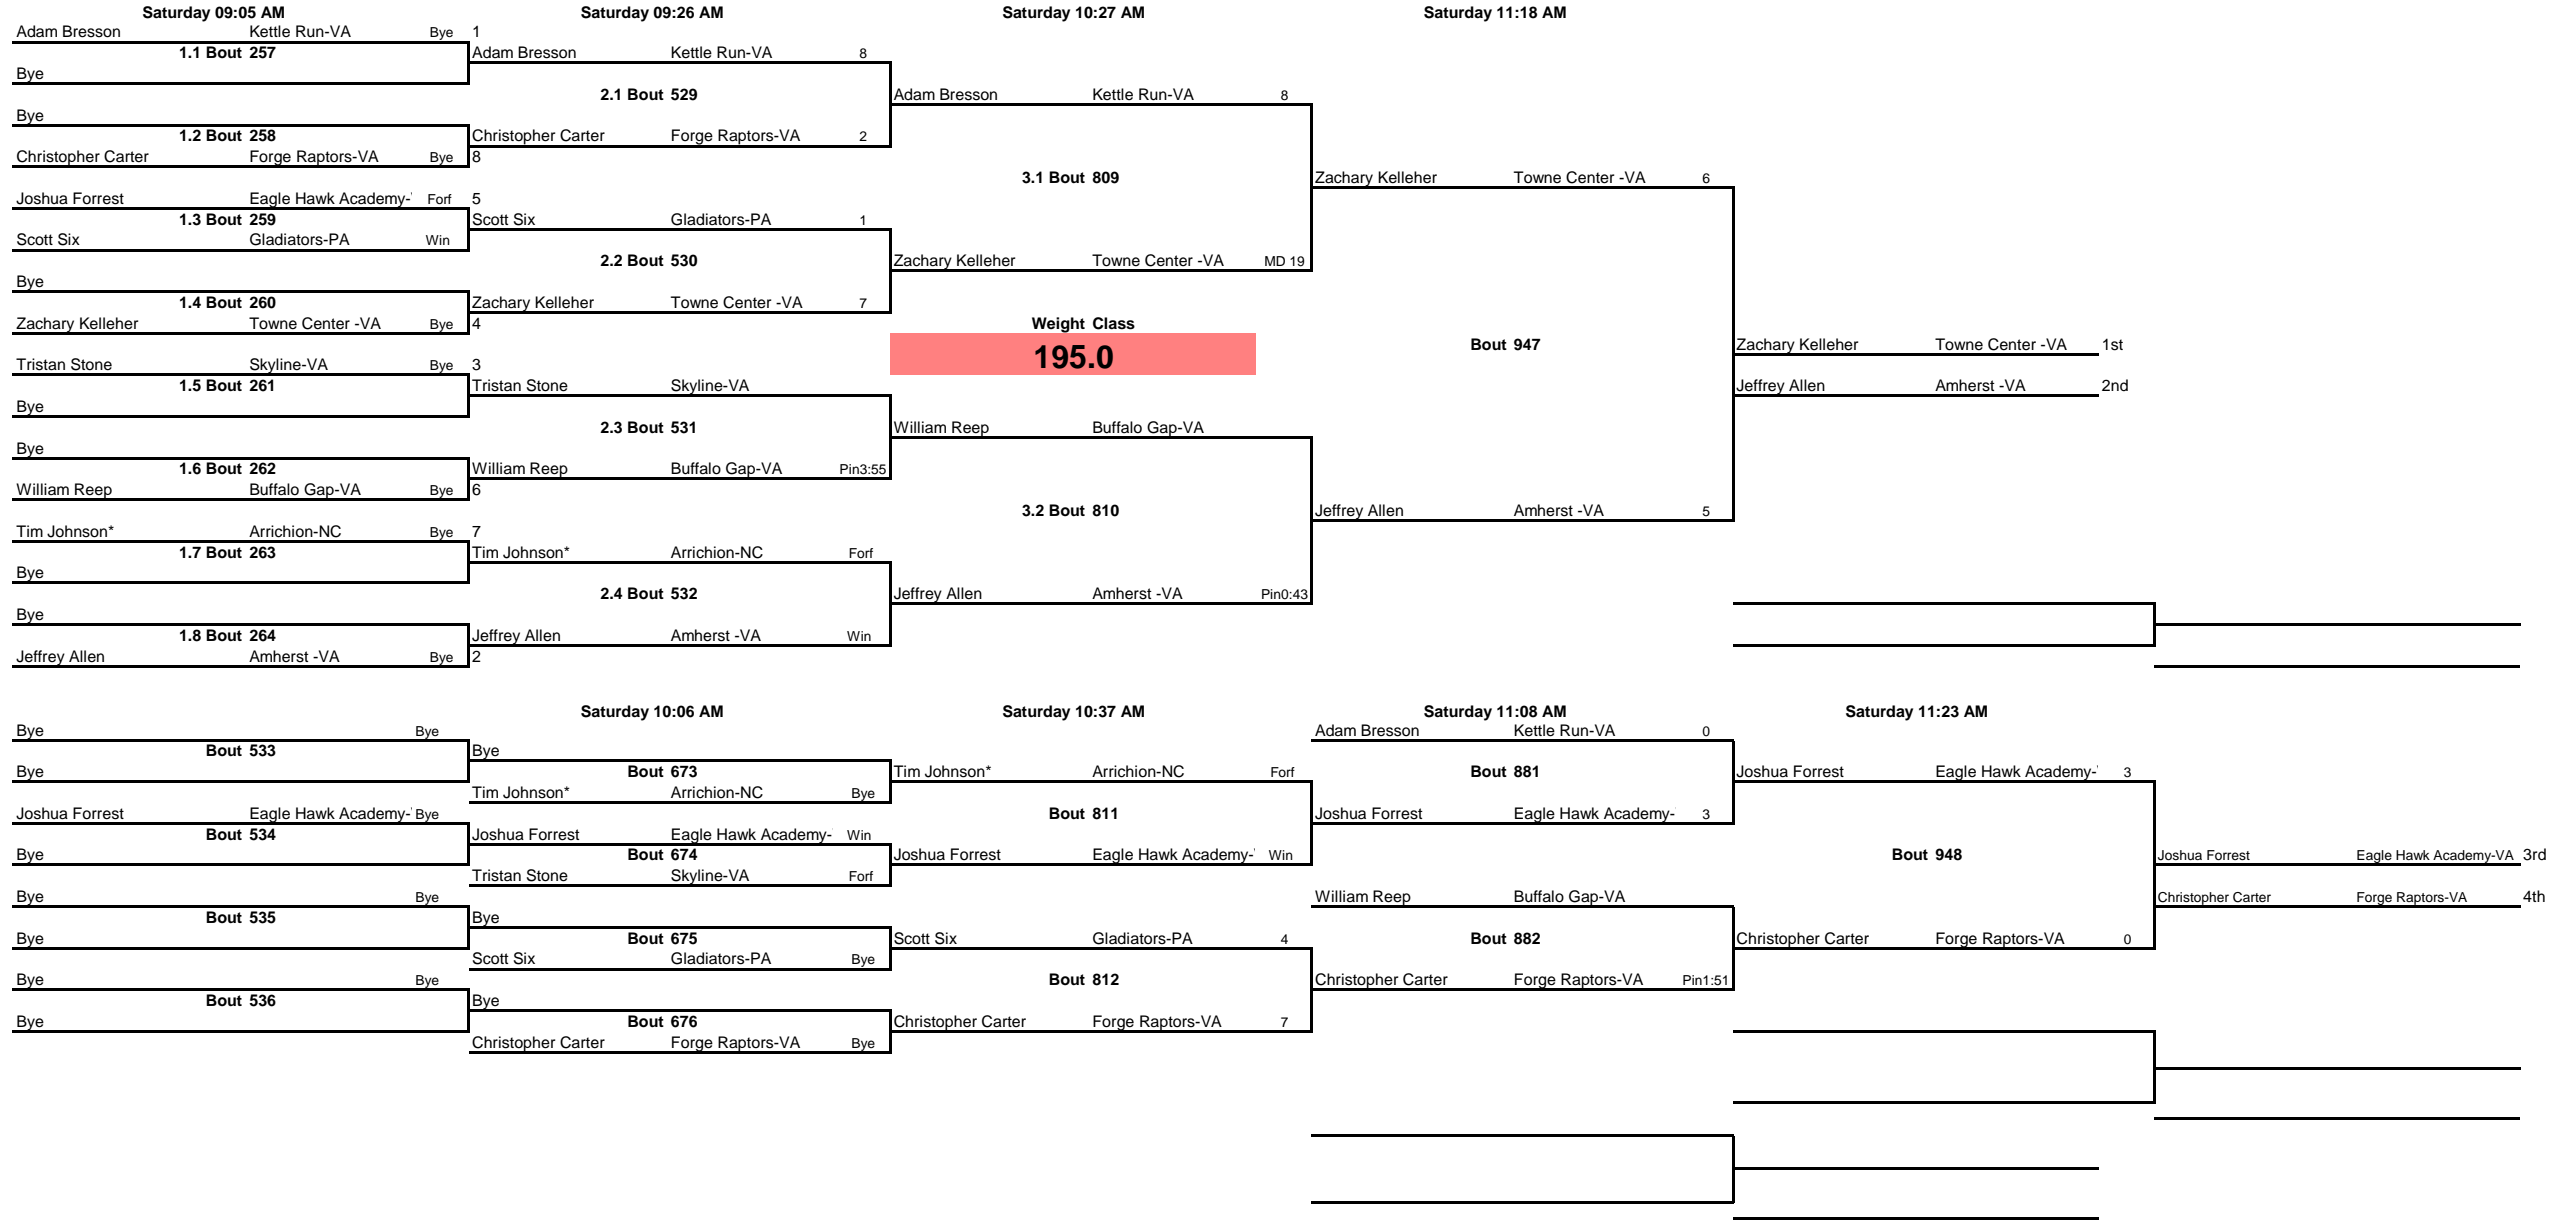 Saturday 09:05 AM Saturday 09:26 AM Saturday 10:27 AM Saturday 11:18 AM
Adam Bresson Kettle Run-VA Bye 1
1.1 Bout 257 Adam Bresson Kettle Run-VA 8
Bye
2.1 Bout 529 Adam Bresson Kettle Run-VA 8
Bye
1.2 Bout 258 Christopher Carter Forge Raptors-VA 2
Christopher Carter Forge Raptors-VA Bye 8
3.1 Bout 809 Zachary Kelleher Towne Center -VA 6
Joshua Forrest Eagle Hawk Academy- Forf 5
1.3 Bout 259 Scott Six Gladiators-PA 1
Scott Six Gladiators-PA Win
2.2 Bout 530 Zachary Kelleher Towne Center -VA MD 19
Bye
1.4 Bout 260 Zachary Kelleher Towne Center -VA 7
Zachary Kelleher Towne Center -VA Bye 4 Weight Class
195.0 Bout 947 Zachary Kelleher Towne Center -VA 1st
Tristan Stone Skyline-VA Bye 3
1.5 Bout 261 Tristan Stone Skyline-VA Jeffrey Allen Amherst -VA 2nd
Bye
2.3 Bout 531 William Reep Buffalo Gap-VA
Bye
1.6 Bout 262 William Reep Buffalo Gap-VA Pin3:55
William Reep Buffalo Gap-VA Bye 6
3.2 Bout 810 Jeffrey Allen Amherst -VA 5
Tim Johnson* Arrichion-NC Bye 7
1.7 Bout 263 Tim Johnson* Arrichion-NC Forf
Bye
2.4 Bout 532 Jeffrey Allen Amherst -VA Pin0:43
Bye
1.8 Bout 264 Jeffrey Allen Amherst -VA Win
Jeffrey Allen Amherst -VA Bye 2
Saturday 10:06 AM Saturday 10:37 AM Saturday 11:08 AM Saturday 11:23 AM
Bye Bye Adam Bresson Kettle Run-VA 0
Bout 533 Bye
Bye Bout 673 Tim Johnson* Arrichion-NC Forf Bout 881 Joshua Forrest Eagle Hawk Academy-' 3
Tim Johnson* Arrichion-NC Bye
Joshua Forrest Eagle Hawk Academy-' Bye Bout 811 Joshua Forrest Eagle Hawk Academy- 3
Bout 534 Joshua Forrest Eagle Hawk Academy- Win
Bye Bout 674 Joshua Forrest Eagle Hawk Academy-' Win Bout 948 Joshua Forrest Eagle Hawk Academy-VA 3rd
Tristan Stone Skyline-VA Forf
Bye Bye William Reep Buffalo Gap-VA Christopher Carter Forge Raptors-VA 4th
Bout 535 Bye
Bye Bout 675 Scott Six Gladiators-PA 4 Bout 882 Christopher Carter Forge Raptors-VA 0
Scott Six Gladiators-PA Bye
Bye Bye Bout 812 Christopher Carter Forge Raptors-VA Pin1:51
Bout 536 Bye
Bye Bout 676 Christopher Carter Forge Raptors-VA 7
Christopher Carter Forge Raptors-VA Bye